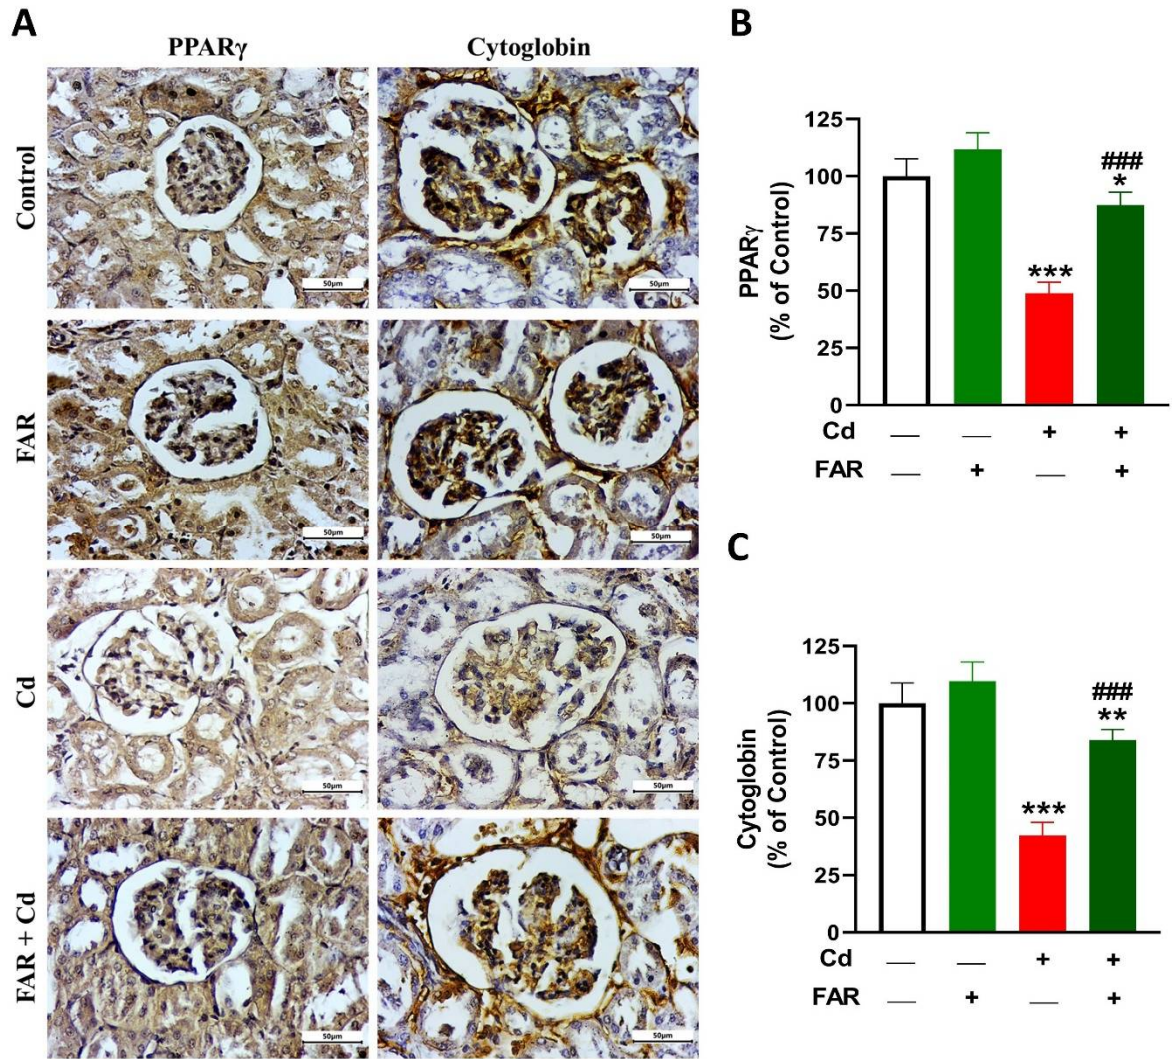 A
PPARγ Cytoglobin
Control
50µm
50µm
FAR
50µm
50µm
Cd
50µm
50µm
FAR + Cd
50µm
50µm
B
PPARγ
(% of Control)
125
100
75
50
25
0
***
###
*
Cd — — + +
FAR — + — +
C
Cytoglobin
(% of Control)
125
100
75
50
25
0
***
###
**
Cd — — + +
FAR — + — +